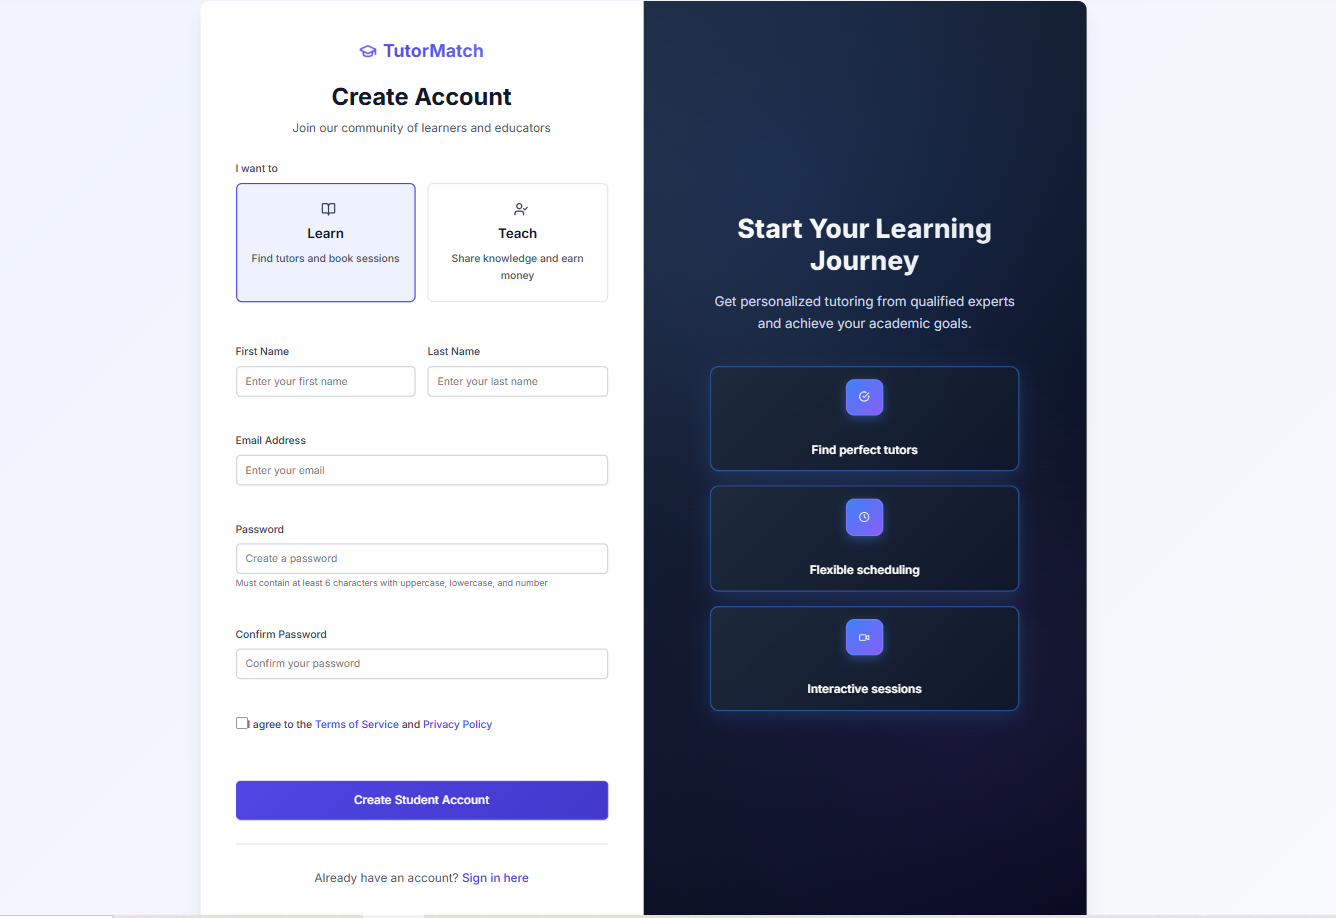 TutorMatch
Create Account
Join our community of learners and educators
I want to
Learn
Find tutors and book sessions
Teach
Share knowledge and earn
money
First Name
Last Name
Enter your first name
Enter your last name
Email Address
Enter your email
Password
Create a password
Must contain at least 6 characters with uppercase, lowercase, and number
Confirm Password
Confirm your password
I agree to the Terms of Service and Privacy Policy
Create Student Account
Already have an account? Sign in here
Start Your Learning
Journey
Get personalized tutoring from qualified experts
and achieve your academic goals.
Find perfect tutors
Flexible scheduling
Interactive sessions